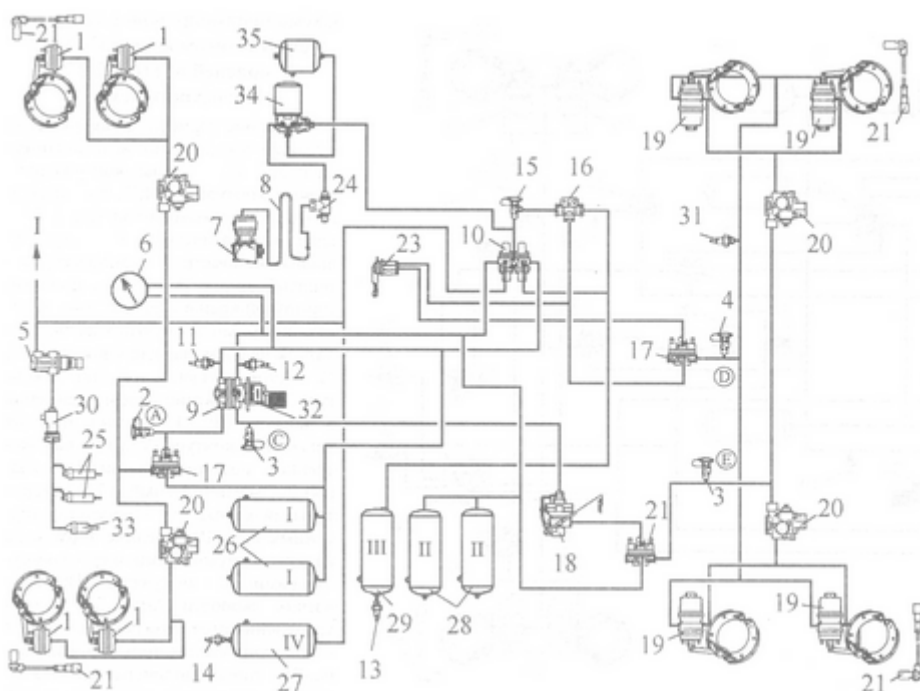 21 1 1 35 19 19 21
34
20 15 16
8 24 31 20
I 7 10
6 23 4
5 11 12 17
D
2 A 9 32
30 C E
3 3
17
25 20 21 20
I III II II 18
33 26
I
1 1 29 28 19 19
14 IV
21 27 13 21